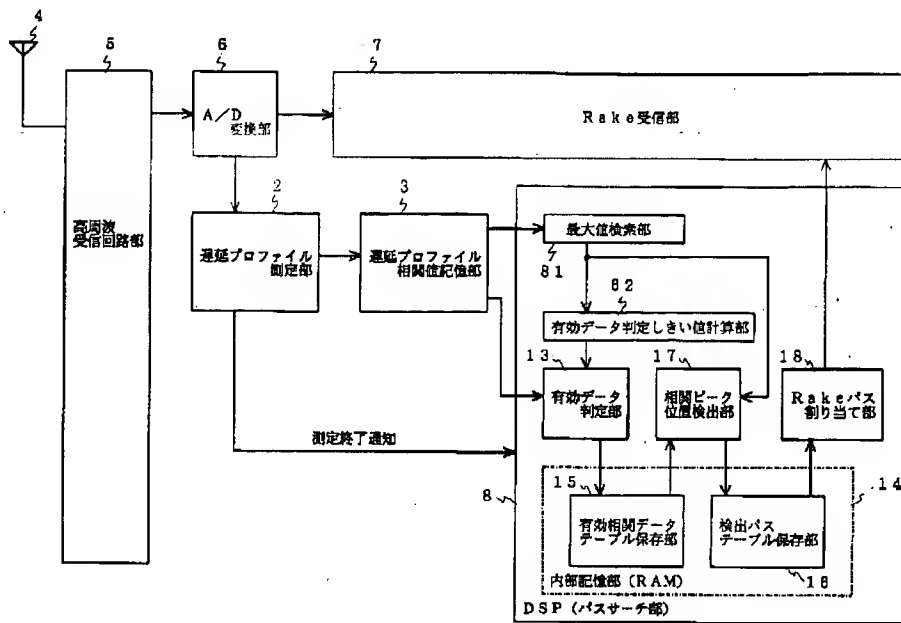 4
5
6
7
A/D
変換部
Rake受信部
2
3
高周波
受信回路部
遅延プロファイル
測定部
遅延プロファイル
相関値記憶部
最大値検索部
81
82
有効データ判定しきい値計算部
13
17
18
有効データ
判定部
相関ピーク
位置検出部
Rakeパス
割り当て部
測定終了通知
8
15
14
有効相関データ
テーブル保存部
検出パス
テーブル保存部
16
内部記憶部(RAM)
DSP(パスサーチ部)